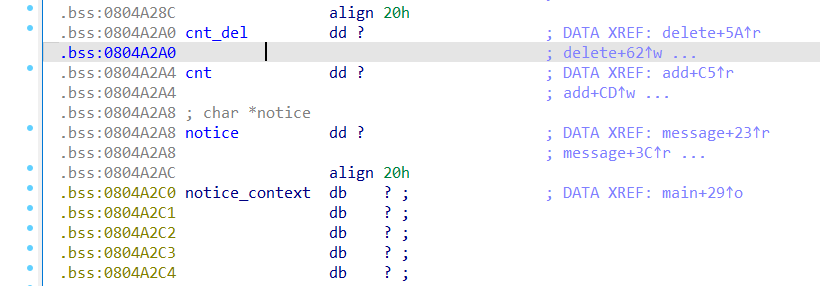 .bss:0804A28C align 20h
.bss:0804A2A0 cnt_del dd ? ; DATA XREF: delete+5A↑r
.bss:0804A2A0 ; delete+62↑w ...
.bss:0804A2A4 cnt dd ? ; DATA XREF: add+C5↑r
.bss:0804A2A4 ; add+CD↑w ...
.bss:0804A2A8 ; char *notice
.bss:0804A2A8 notice dd ? ; DATA XREF: message+23↑r
.bss:0804A2A8 ; message+3C↑r ...
.bss:0804A2AC align 20h
.bss:0804A2C0 notice_context db ? ; ; DATA XREF: main+29↑o
.bss:0804A2C1 db ? ;
.bss:0804A2C2 db ? ;
.bss:0804A2C3 db ? ;
.bss:0804A2C4 db ? ;